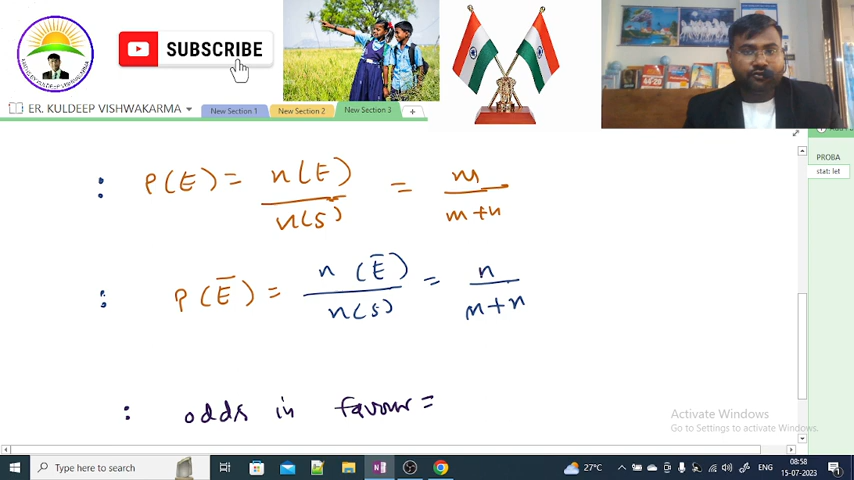 SUBSCRIBE
ER. KULDEEP VISHWAKARMA
New Section 1 New Section 2 New Section 3 +
PROBA
stat: let
: P(E) = n(E) / n(S) = m / m+n
: P(Ē) = n(Ē) / n(S) = n / m+n
: odds in favour =
Activate Windows
Go to Settings to activate Windows.
Type here to search
27°C ENG 08:58 15-07-2023